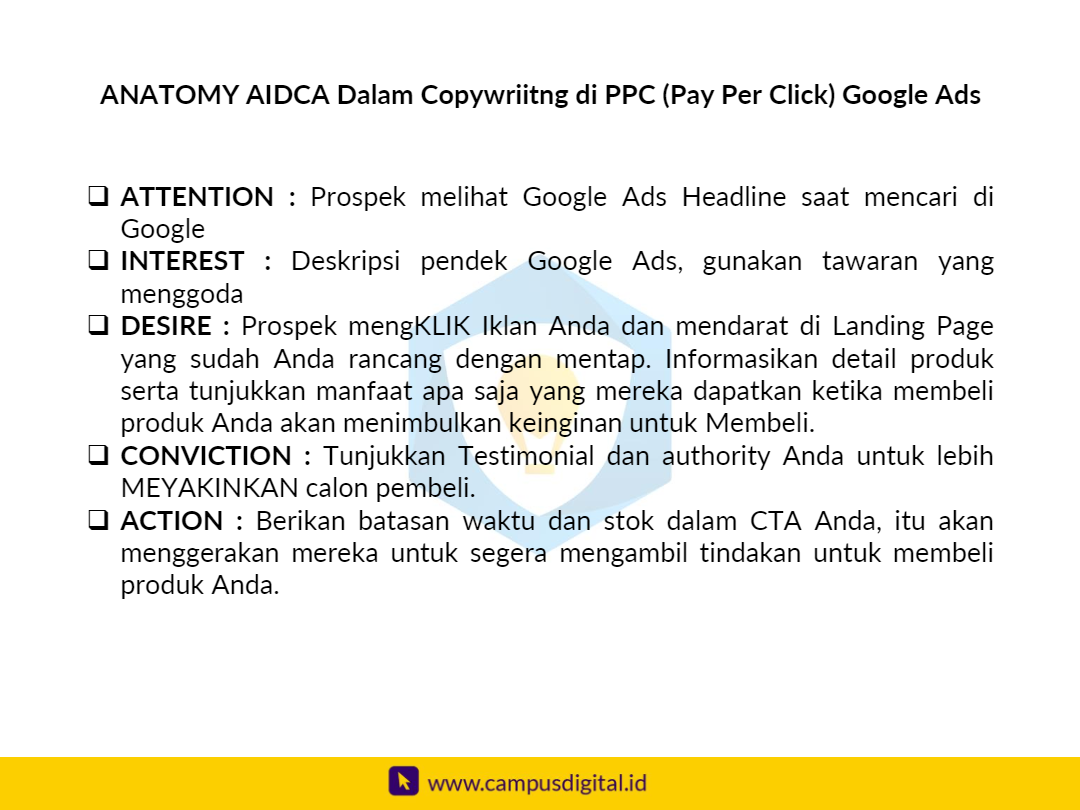 ANATOMY AIDCA Dalam Copywriitng di PPC (Pay Per Click) Google Ads
❑ ATTENTION : Prospek melihat Google Ads Headline saat mencari di
Google
❑ INTEREST : Deskripsi pendek Google Ads, gunakan tawaran yang
menggoda
❑ DESIRE : Prospek mengKLIK Iklan Anda dan mendarat di Landing Page
yang sudah Anda rancang dengan mentap. Informasikan detail produk
serta tunjukkan manfaat apa saja yang mereka dapatkan ketika membeli
produk Anda akan menimbulkan keinginan untuk Membeli.
❑ CONVICTION : Tunjukkan Testimonial dan authority Anda untuk lebih
MEYAKINKAN calon pembeli.
❑ ACTION : Berikan batasan waktu dan stok dalam CTA Anda, itu akan
menggerakan mereka untuk segera mengambil tindakan untuk membeli
produk Anda.
www.campusdigital.id